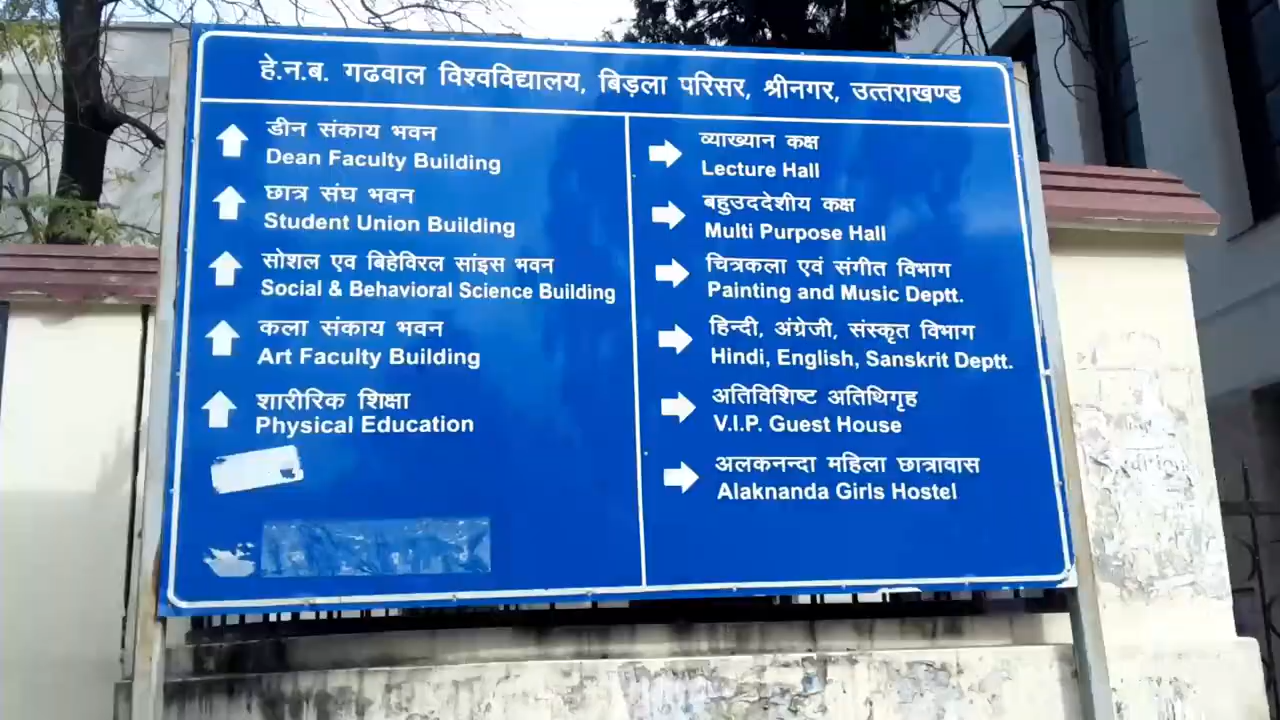 हे.न.ब. गढवाल विश्वविद्यालय, बिड़ला परिसर, श्रीनगर, उत्तराखण्ड
डीन संकाय भवन
Dean Faculty Building
छात्र संघ भवन
Student Union Building
सोशल एव बिहेविरल सांइस भवन
Social & Behavioral Science Building
कला संकाय भवन
Art Faculty Building
शारीरिक शिक्षा
Physical Education
व्याख्यान कक्ष
Lecture Hall
बहुउददेशीय कक्ष
Multi Purpose Hall
चित्रकला एवं संगीत विभाग
Painting and Music Deptt.
हिन्दी, अंग्रेजी, संस्कृत विभाग
Hindi, English, Sanskrit Deptt.
अतिविशिष्ट अतिथिगृह
V.I.P. Guest House
अलकनन्दा महिला छात्रावास
Alaknanda Girls Hostel